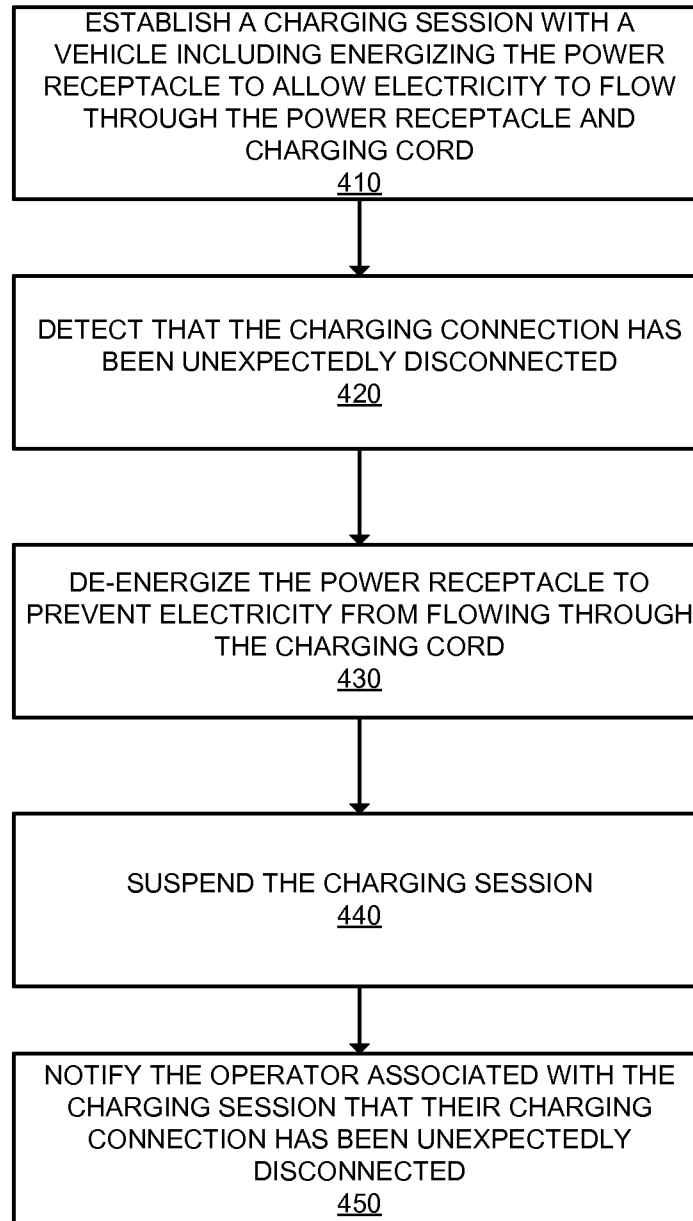 ESTABLISH A CHARGING SESSION WITH A
VEHICLE INCLUDING ENERGIZING THE POWER
RECEPTACLE TO ALLOW ELECTRICITY TO FLOW
THROUGH THE POWER RECEPTACLE AND
CHARGING CORD
410
DETECT THAT THE CHARGING CONNECTION HAS
BEEN UNEXPECTEDLY DISCONNECTED
420
DE-ENERGIZE THE POWER RECEPTACLE TO
PREVENT ELECTRICITY FROM FLOWING THROUGH
THE CHARGING CORD
430
SUSPEND THE CHARGING SESSION
440
NOTIFY THE OPERATOR ASSOCIATED WITH THE
CHARGING SESSION THAT THEIR CHARGING
CONNECTION HAS BEEN UNEXPECTEDLY
DISCONNECTED
450